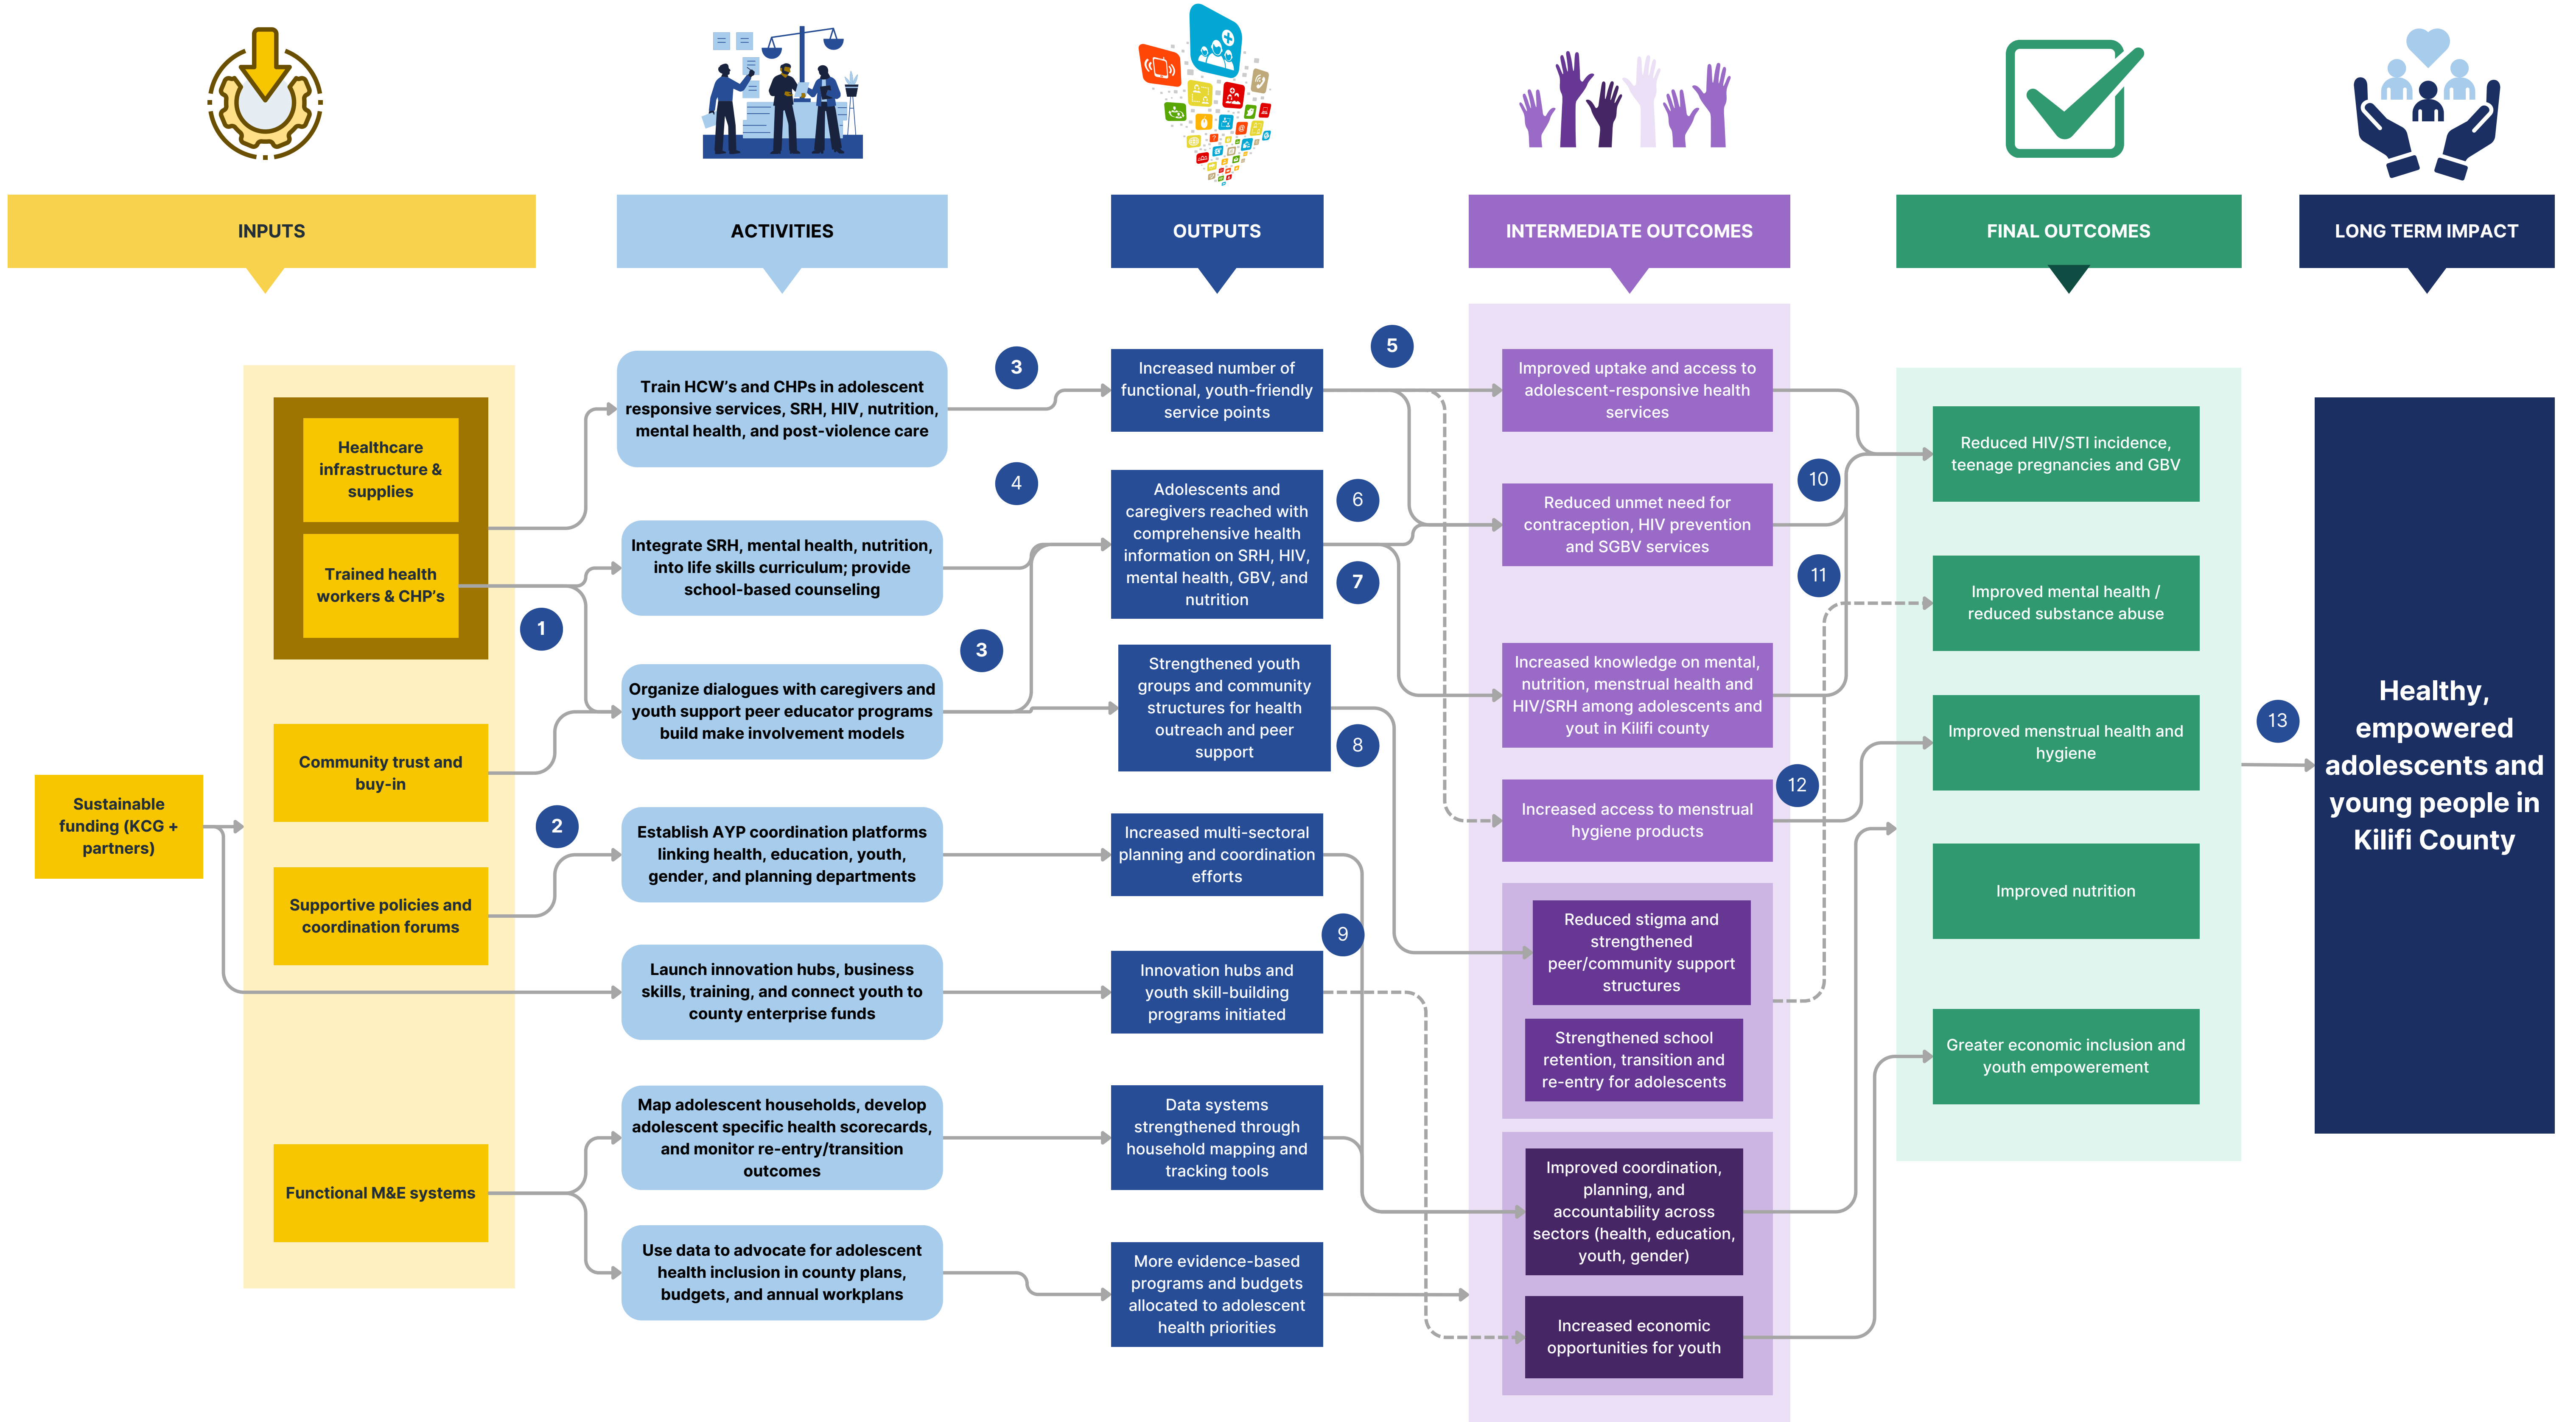 INPUTS
ACTIVITIES
OUTPUTS
INTERMEDIATE OUTCOMES
FINAL OUTCOMES
LONG TERM IMPACT
Sustainable
funding (KCG +
partners)
Healthcare
infrastructure &
supplies
Trained health
workers & CHP's
Community trust and
buy-in
Supportive policies and
coordination forums
Functional M&E systems
1
2
Train HCW's and CHPs in adolescent
responsive services, SRH, HIV, nutrition,
mental health, and post-violence care
Integrate SRH, mental health, nutrition,
into life skills curriculum; provide
school-based counseling
Organize dialogues with caregivers and
youth support peer educator programs
build make involvement models
Establish AYP coordination platforms
linking health, education, youth,
gender, and planning departments
Launch innovation hubs, business
skills, training, and connect youth to
county enterprise funds
Map adolescent households, develop
adolescent specific health scorecards,
and monitor re-entry/transition
outcomes
Use data to advocate for adolescent
health inclusion in county plans,
budgets, and annual workplans
3
4
3
Increased number of
functional, youth-friendly
service points
Adolescents and
caregivers reached with
comprehensive health
information on SRH, HIV,
mental health, GBV, and
nutrition
Strengthened youth
groups and community
structures for health
outreach and peer
support
Increased multi-sectoral
planning and coordination
efforts
Innovation hubs and
youth skill-building
programs initiated
Data systems
strengthened through
household mapping and
tracking tools
More evidence-based
programs and budgets
allocated to adolescent
health priorities
5
6
7
8
9
Improved uptake and access to
adolescent-responsive health
services
Reduced unmet need for
contraception, HIV prevention
and SGBV services
Increased knowledge on mental,
nutrition, menstrual health and
HIV/SRH among adolescents and
yout in Kilifi county
Increased access to menstrual
hygiene products
Reduced stigma and
strengthened
peer/community support
structures
Strengthened school
retention, transition and
re-entry for adolescents
Improved coordination,
planning, and
accountability across
sectors (health, education,
youth, gender)
Increased economic
opportunities for youth
10
11
12
Reduced HIV/STI incidence,
teenage pregnancies and GBV
Improved mental health /
reduced substance abuse
Improved menstrual health and
hygiene
Improved nutrition
Greater economic inclusion and
youth empowerement
13
Healthy,
empowered
adolescents and
young people in
Kilifi County